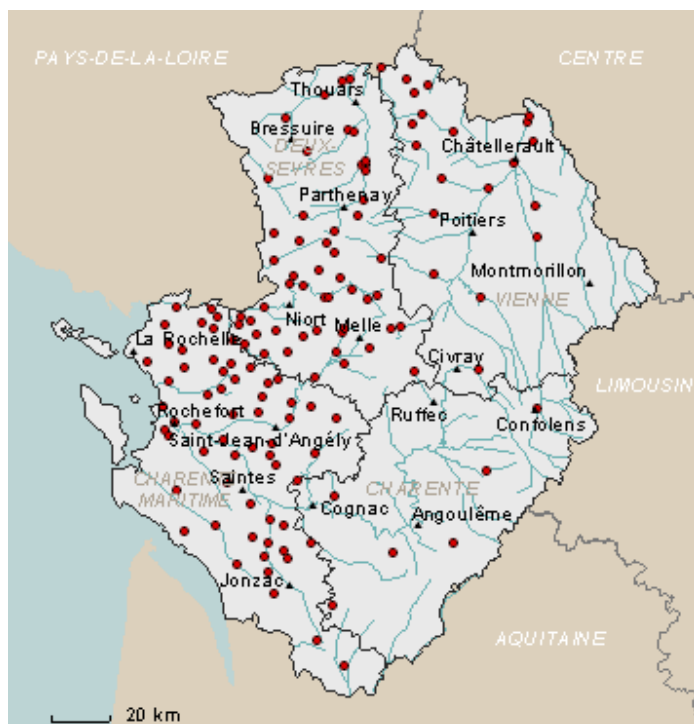 PAYS-DE-LA-LOIRE
CENTRE
Thouars
Bressuire
DEUX-
SEVRES
Châtellerault
Parthenay
Poitiers
Montmorillon
VIENNE
Niort
Melle
La Rochelle
Civray
LIMOUSIN
Rochefort
Ruffec
Confolens
Saint-Jean-d'Angély
CHARENTE
MARITIME
Saintes
CHARENTE
Cognac
Angoulême
Jonzac
AQUITAINE
20 km